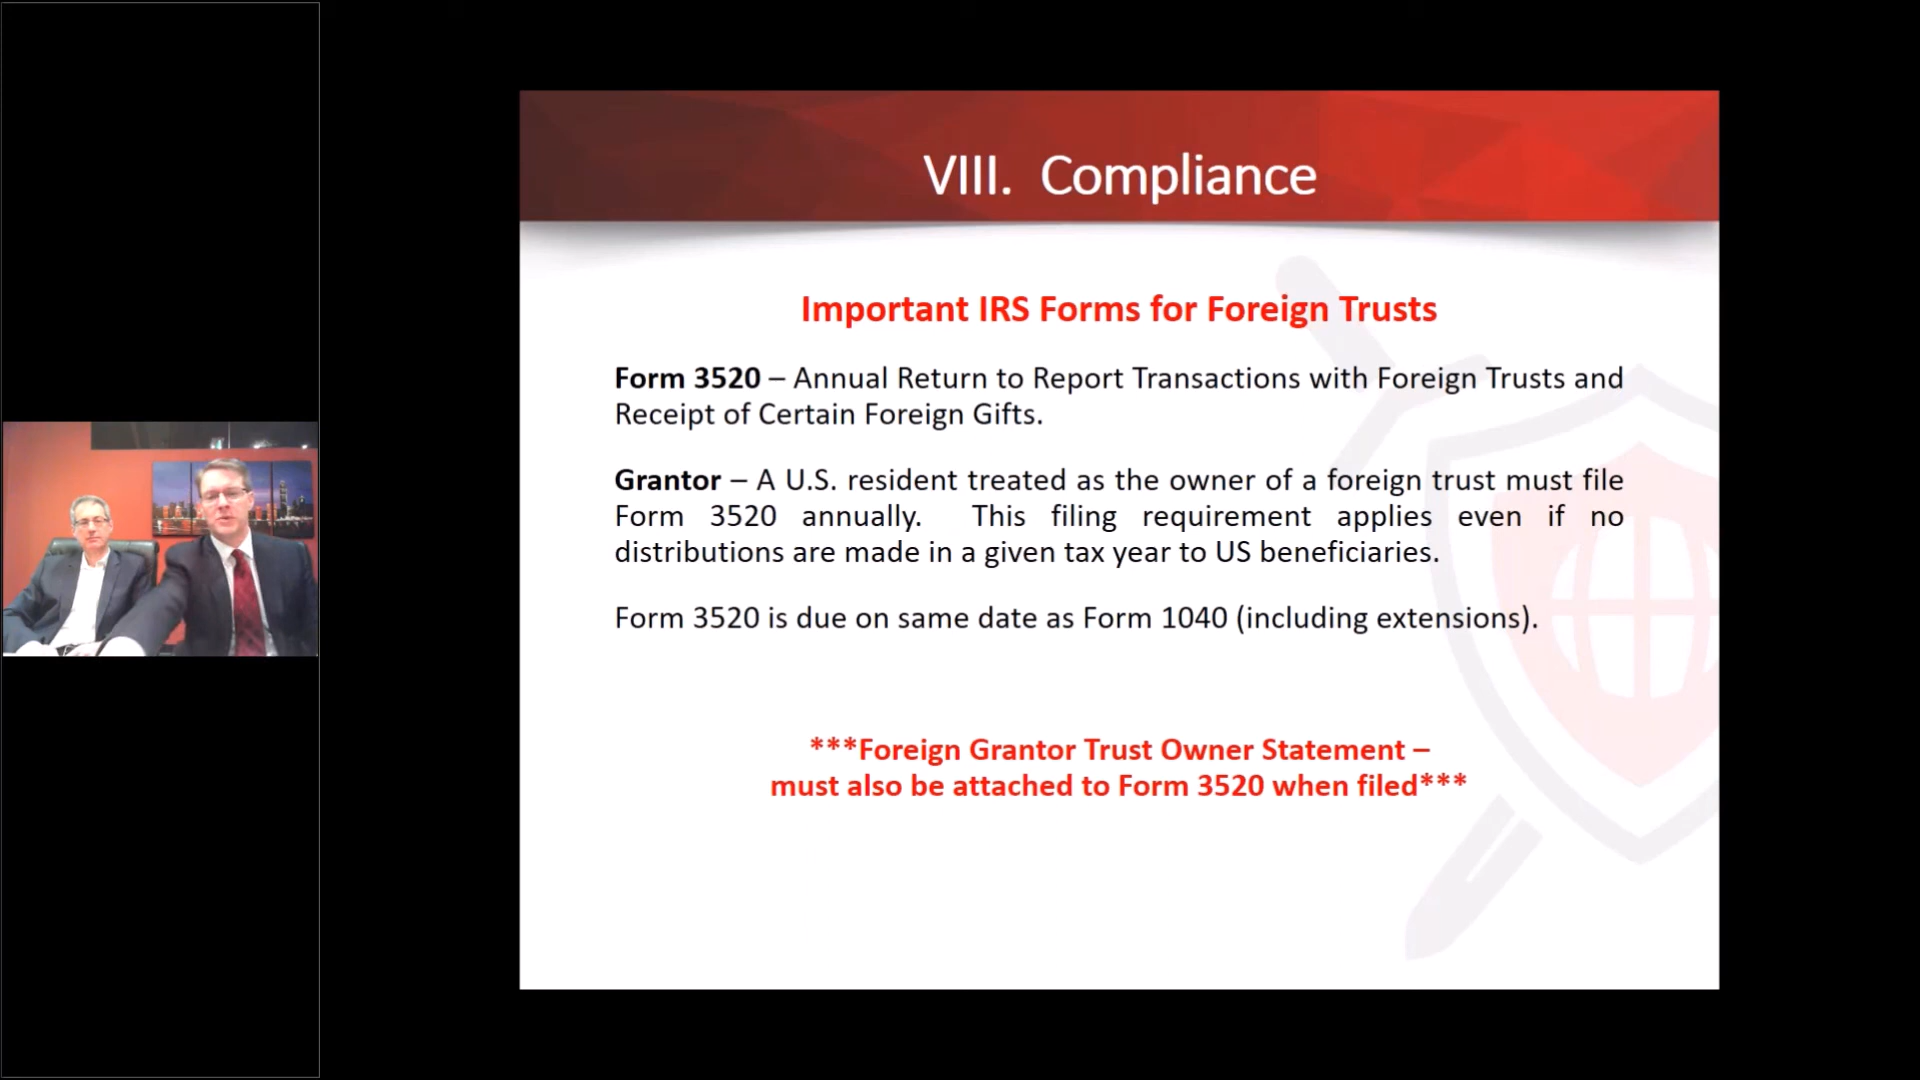 VIII. Compliance
Important IRS Forms for Foreign Trusts
Form 3520 – Annual Return to Report Transactions with Foreign Trusts and
Receipt of Certain Foreign Gifts.
Grantor – A U.S. resident treated as the owner of a foreign trust must file
Form 3520 annually. This filing requirement applies even if no
distributions are made in a given tax year to US beneficiaries.
Form 3520 is due on same date as Form 1040 (including extensions).
***Foreign Grantor Trust Owner Statement –
must also be attached to Form 3520 when filed***